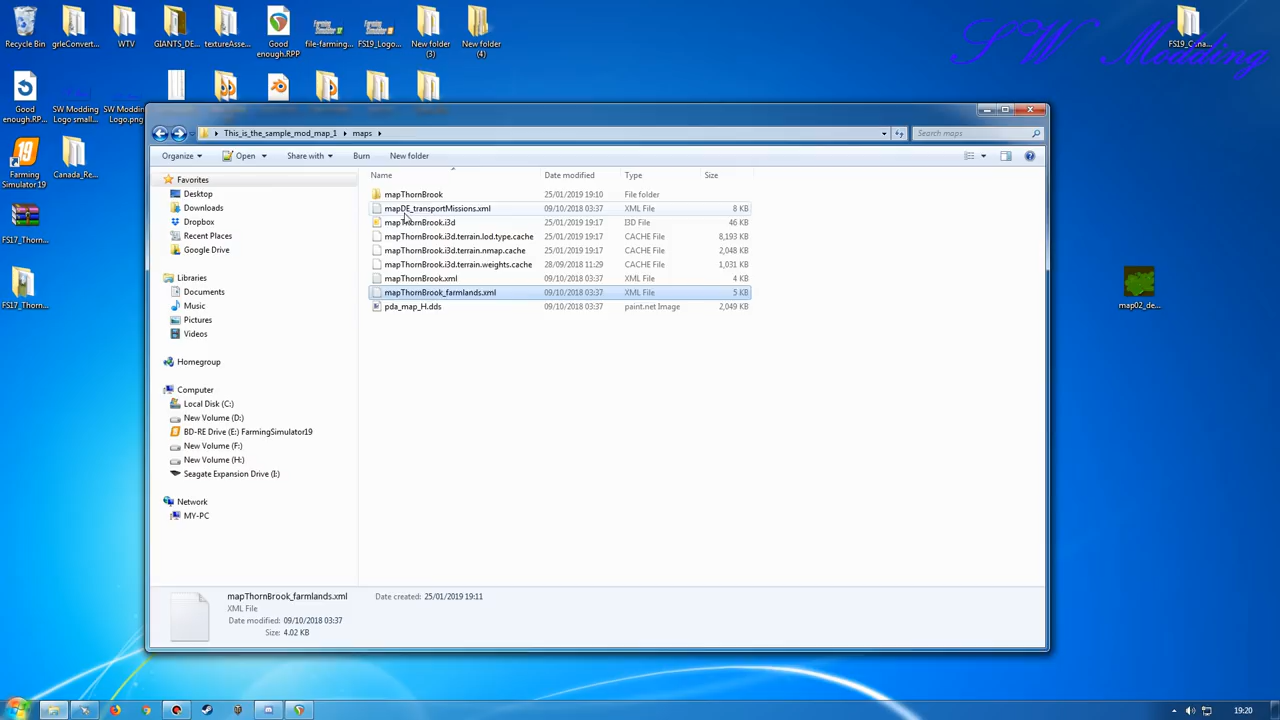 Recycle Bin
grleConvert...
WTV
GIANTS_DE...
textureAsse...
Good
enough.RPP
file-farming...
FS19_Logo...
New folder
(3)
New folder
(4)
SW Modding
FS19_Cana...
Good
enough.RP...
SW Modding
Logo small...
SW Modding
Logo.png
Farming
Simulator 19
Canada_Re...
FS17_Thorn...
FS17_Thorn...
map02_de...
This_is_the_sample_mod_map_1
maps
Search maps
Organize
Open
Share with
Burn
New folder
Favorites
Desktop
Downloads
Dropbox
Recent Places
Google Drive
Libraries
Documents
Music
Pictures
Videos
Homegroup
Computer
Local Disk (C:)
New Volume (D:)
BD-RE Drive (E:) FarmingSimulator19
New Volume (F:)
New Volume (H:)
Seagate Expansion Drive (I:)
Network
MY-PC
Name Date modified Type Size
mapThornBrook 25/01/2019 19:10 File folder
mapDE_transportMissions.xml 09/10/2018 03:37 XML File 8 KB
mapThornBrook.i3d 25/01/2019 19:17 I3D File 46 KB
mapThornBrook.i3d.terrain.lod.type.cache 25/01/2019 19:17 CACHE File 8,193 KB
mapThornBrook.i3d.terrain.nmap.cache 25/01/2019 19:17 CACHE File 2,048 KB
mapThornBrook.i3d.terrain.weights.cache 28/09/2018 11:29 CACHE File 1,031 KB
mapThornBrook.xml 09/10/2018 03:37 XML File 4 KB
mapThornBrook_farmlands.xml 09/10/2018 03:37 XML File 5 KB
pda_map_H.dds 09/10/2018 03:37 paint.net Image 2,049 KB
mapThornBrook_farmlands.xml Date created: 25/01/2019 19:11
XML File
Date modified: 09/10/2018 03:37
Size: 4.02 KB
19:20